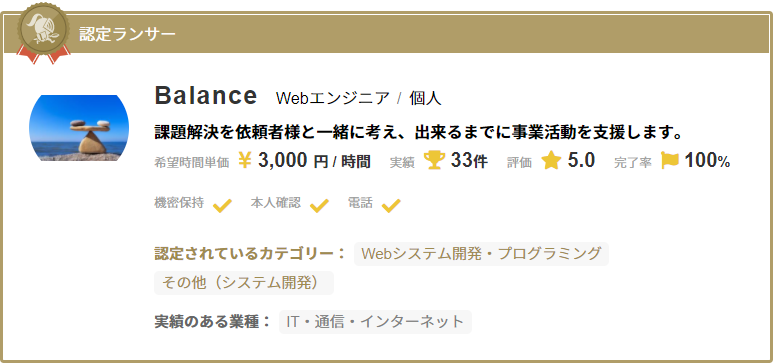 認定ランサー
Balance Webエンジニア / 個人
課題解決を依頼者様と一緒に考え、出来るまでに事業活動を支援します。
希望時間単価 ¥ 3,000 円 / 時間 実績 33件 評価 5.0 完了率 100%
機密保持 本人確認 電話
認定されているカテゴリー： Webシステム開発・プログラミング
その他（システム開発）
実績のある業種： IT・通信・インターネット